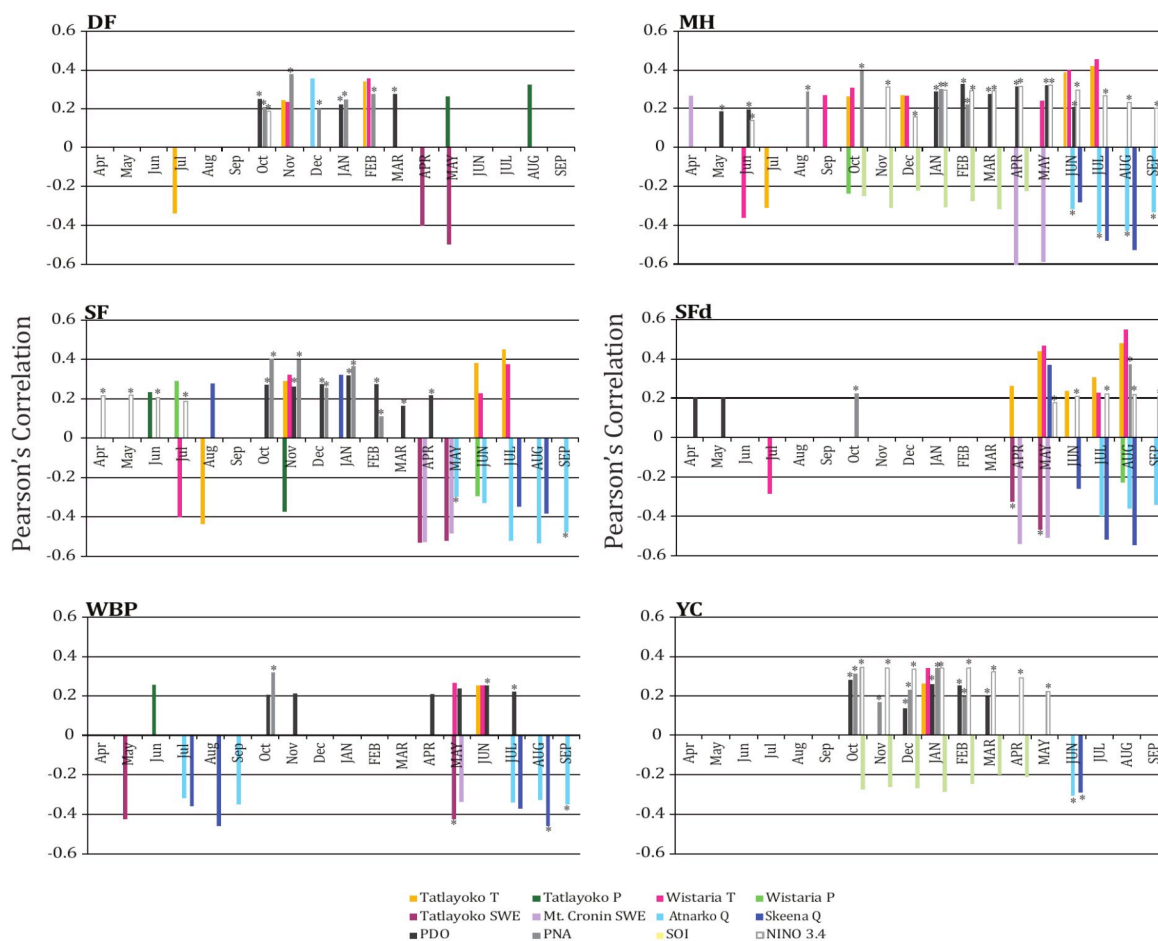 DF
0.6
0.4
0.2
0
-0.2
-0.4
-0.6
Apr May Jun Jul Aug Sep Oct Nov Dec JAN FEB MAR APR MAY JUN JUL AUG SEP
MH
0.6
0.4
0.2
0
-0.2
-0.4
-0.6
Apr May Jun Jul Aug Sep Oct Nov Dec JAN FEB MAR APR MAY JUN JUL AUG SEP
Pearson's Correlation
SF
0.6
0.4
0.2
0
-0.2
-0.4
-0.6
Apr May Jun Jul Aug Sep Oct Nov Dec JAN FEB MAR APR MAY JUN JUL AUG SEP
Pearson's Correlation
SFd
0.6
0.4
0.2
0
-0.2
-0.4
-0.6
Apr May Jun Jul Aug Sep Oct Nov Dec JAN FEB MAR APR MAY JUN JUL AUG SEP
WBP
0.6
0.4
0.2
0
-0.2
-0.4
-0.6
Apr May Jun Jul Aug Sep Oct Nov Dec JAN FEB MAR APR MAY JUN JUL AUG SEP
YC
0.6
0.4
0.2
0
-0.2
-0.4
-0.6
Apr May Jun Jul Aug Sep Oct Nov Dec JAN FEB MAR APR MAY JUN JUL AUG SEP
Tatlayoko T Tatlayoko P Wistaria T Wistaria P
Tatlayoko SWE Mt. Cronin SWE Atnarko Q Skeena Q
PDO PNA SOI NINO 3.4